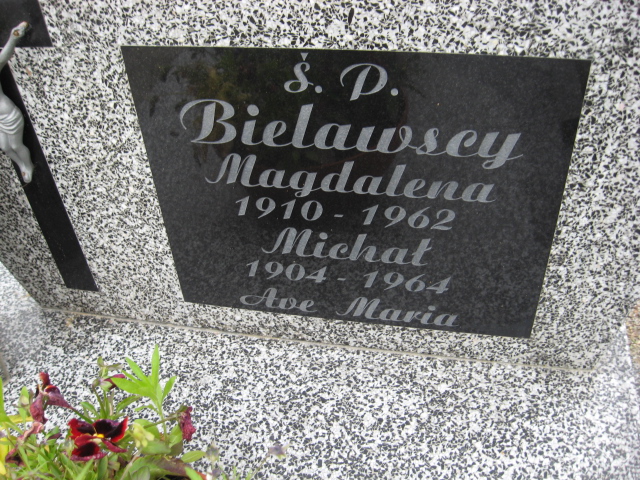 Š. P.
Bielawscy
Magdalena
1910 - 1962
Michał
1904 - 1964
Ave Maria